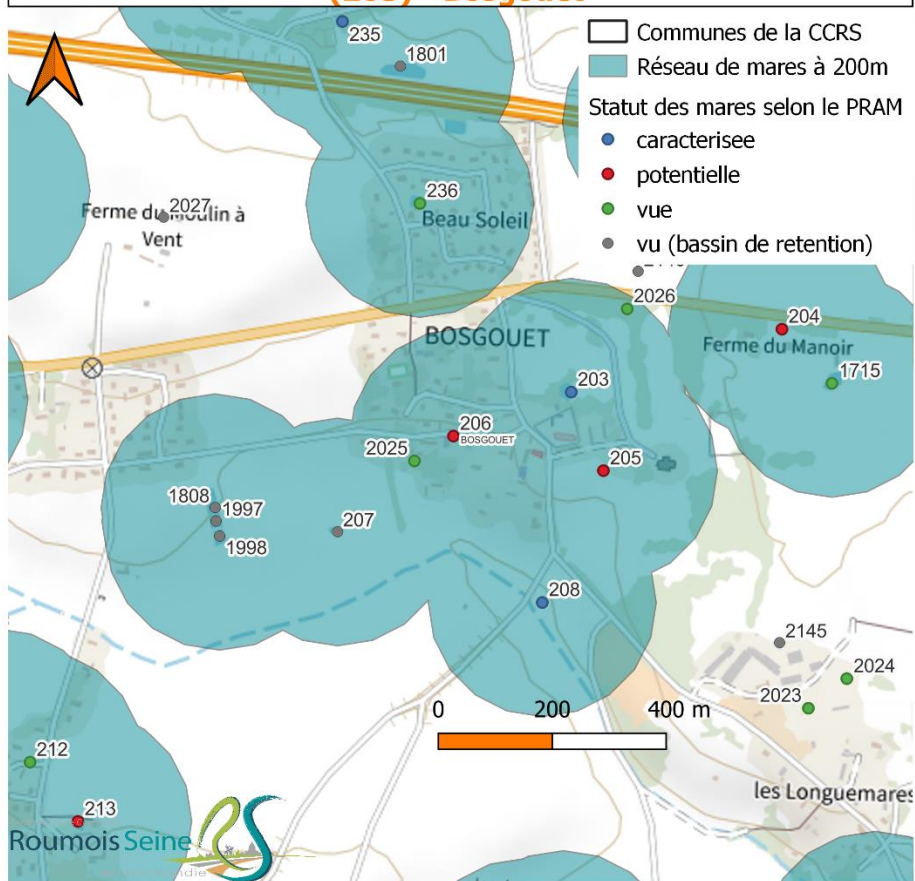 235
1801
Communes de la CCRS
Réseau de mares à 200m
Statut des mares selon le PRAM
caracterisee
potentielle
vue
vu (bassin de retention)
2027
Ferme du Moulin à
Vent
236
Beau Soleil
2026
BOSGOUET
204
Ferme du Manoir
1715
203
206
BOSGOUET
2025
205
1808
1997
1998
207
208
2145
2024
2023
0 200 400 m
212
213
les Longuemares
Roumois Seine